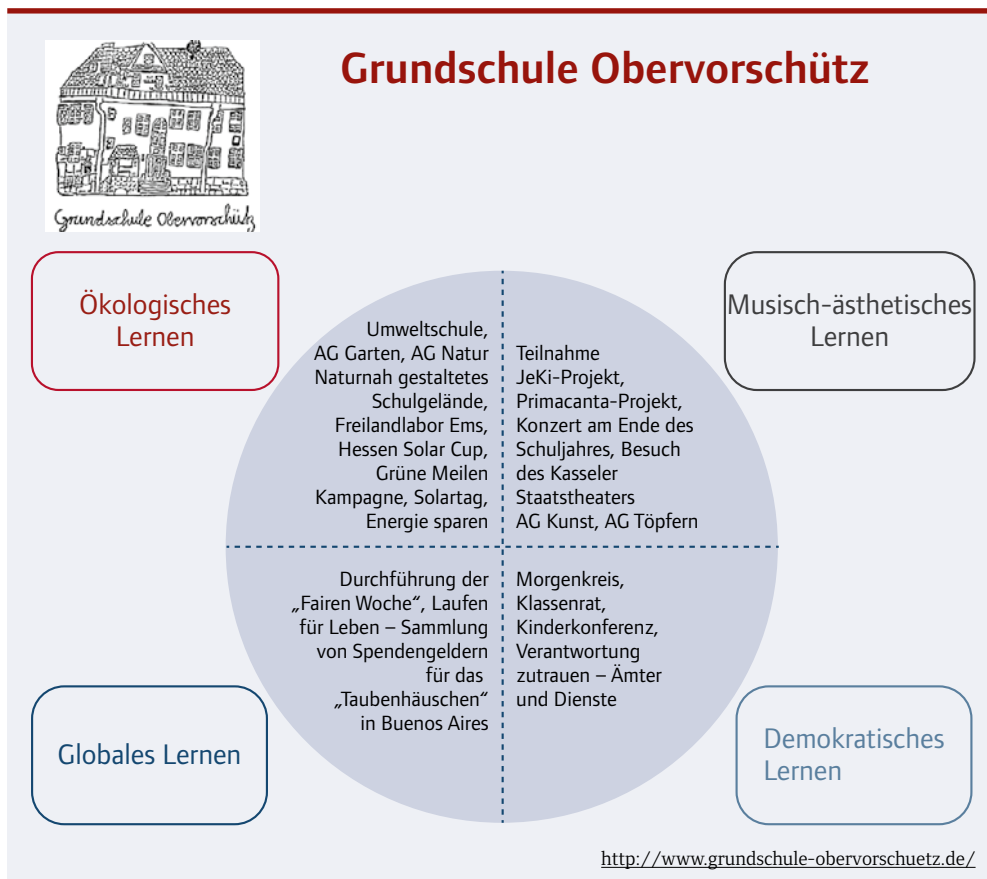 Grundschule Obervorschütz
Grundschule Obervorschütz
Ökologisches
Lernen
Musisch-ästhetisches
Lernen
Umweltschule,
AG Garten, AG Natur
Naturnah gestaltetes
Schulgelände,
Freilandlabor Ems,
Hessen Solar Cup,
Grüne Meilen
Kampagne, Solartag,
Energie sparen
Teilnahme
JeKi-Projekt,
Primacanta-Projekt,
Konzert am Ende des
Schuljahres, Besuch
des Kasseler
Staatstheaters
AG Kunst, AG Töpfern
Durchführung der
„Fairen Woche“, Laufen
für Leben – Sammlung
von Spendengeldern
für das
„Taubenhäuschen“
in Buenos Aires
Morgenkreis,
Klassenrat,
Kinderkonferenz,
Verantwortung
zutrauen – Ämter
und Dienste
Globales Lernen
Demokratisches
Lernen
http://www.grundschule-obervorschuetz.de/